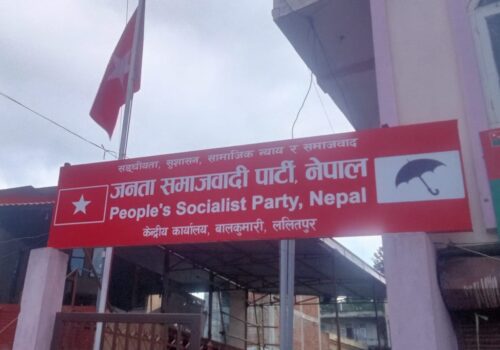 सङ्घीयता, सुशासन, सामाजिक न्याय र समाजवाद
जनता समाजवादी पार्टी, नेपाल
People's Socialist Party, Nepal
केन्द्रीय कार्यालय, बालकुमारी, ललितपुर